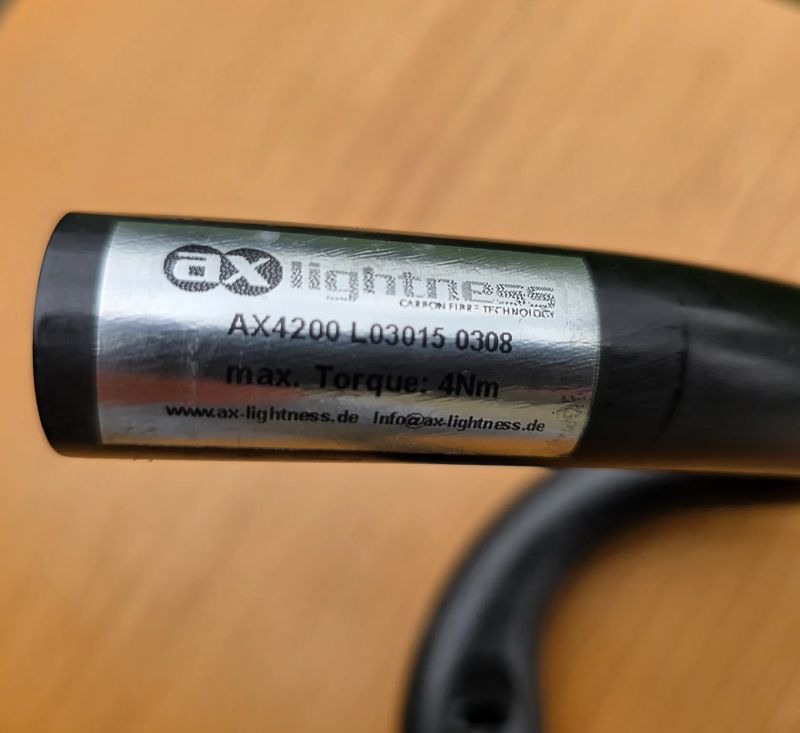 ax lightness
CARBON FIBRE TECHNOLOGY
AX4200 L03015 0308
max. Torque: 4Nm
www.ax-lightness.de Info@ax-lightness.de